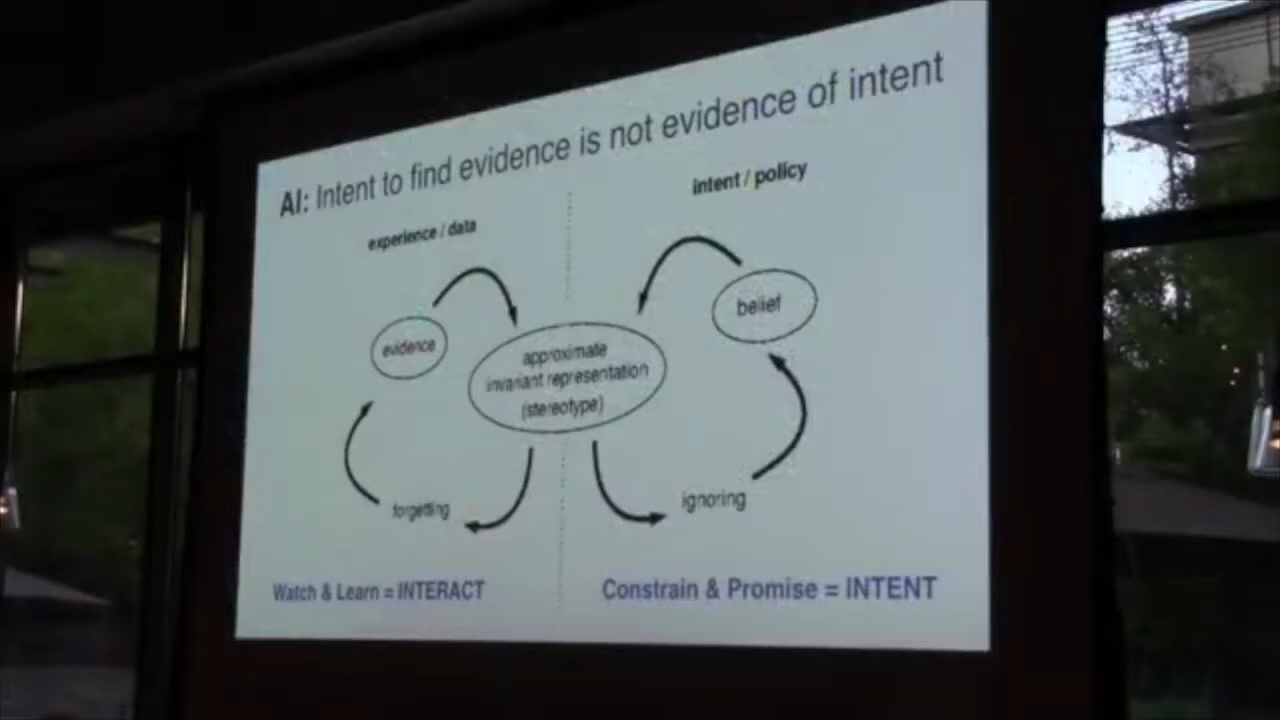 AI: Intent to find evidence is not evidence of intent
experience / data
intent / policy
evidence
approximate
invariant representation
(stereotype)
belief
forgetting
ignoring
Watch & Learn = INTERACT
Constrain & Promise = INTENT